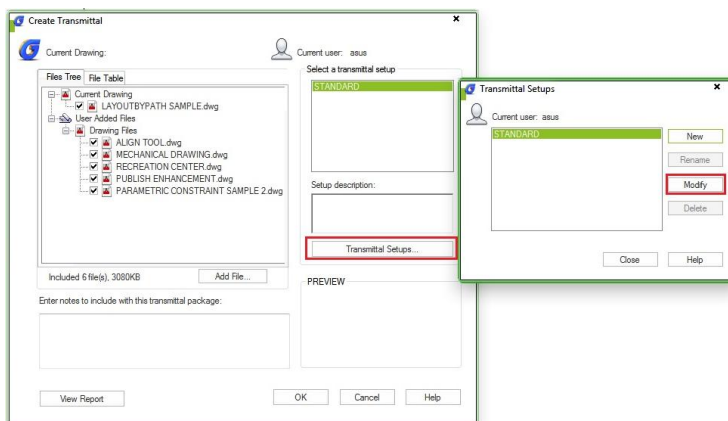 Create Transmittal
Current Drawing:
Current user: asus
Files Tree
File Table
Current Drawing
LAYOUTBYPATH SAMPLE.dwg
User Added Files
Drawing Files
ALIGN TOOL.dwg
MECHANICAL DRAWING.dwg
RECREATION CENTER.dwg
PUBLISH ENHANCEMENT.dwg
PARAMETRIC CONSTRAINT SAMPLE 2.dwg
Included 6 file(s), 3080KB
Add File...
Enter notes to include with this transmittal package:
View Report
Select a transmittal setup
STANDARD
Setup description:
Transmittal Setups...
PREVIEW
OK
Cancel
Help
Transmittal Setups
Current user: asus
STANDARD
New
Rename
Modify
Delete
Close
Help